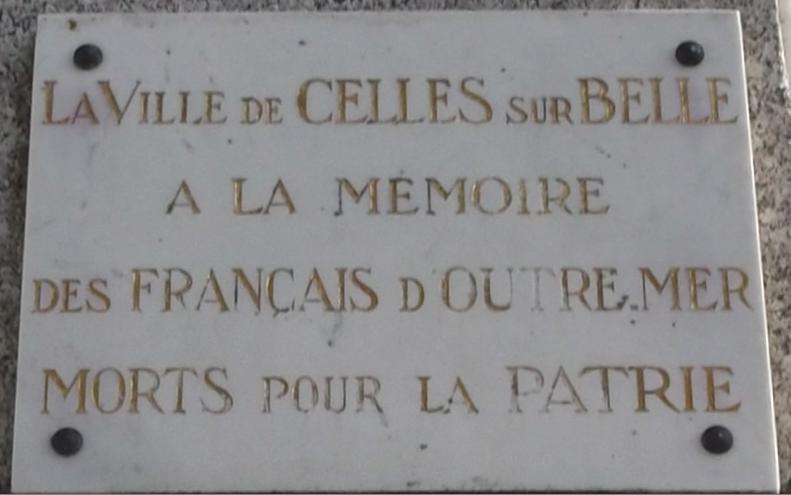 LA VILLE DE CELLES SUR BELLE
A LA MÉMOIRE
DES FRANÇAIS D'OUTRE-MER
MORTS POUR LA PATRIE